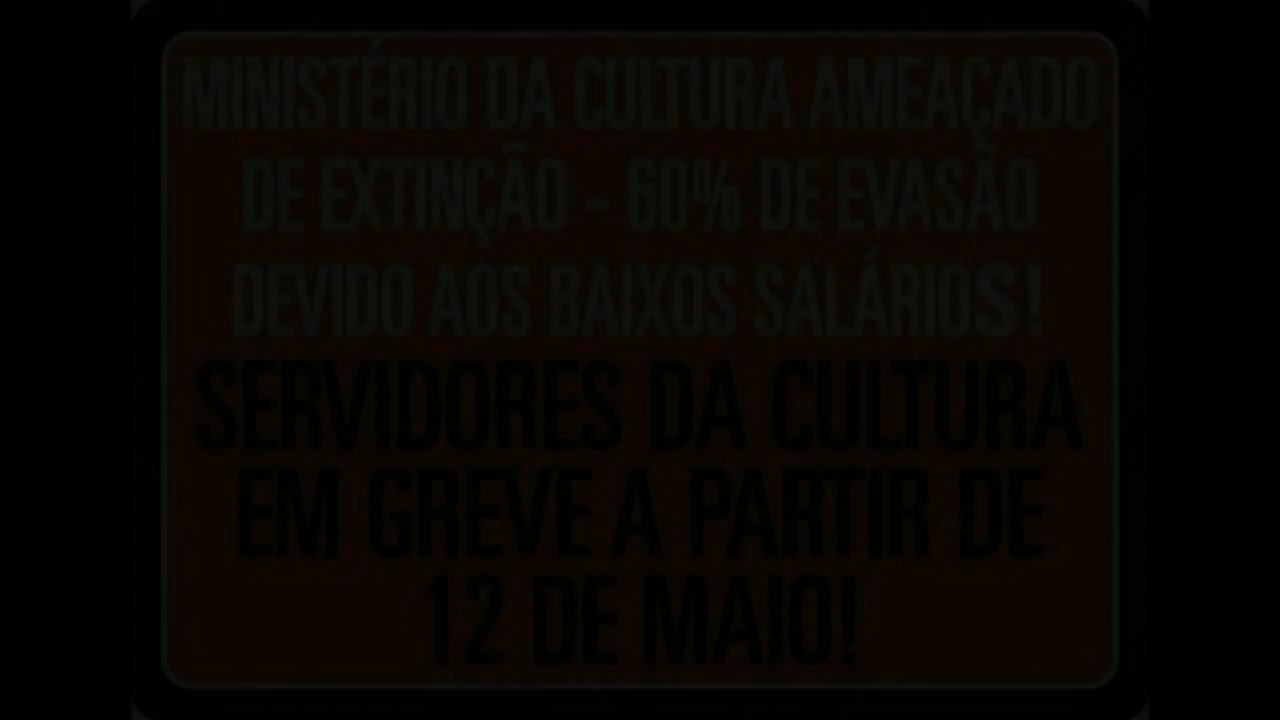 MINISTÉRIO DA CULTURA AMEAÇADO
DE EXTINÇÃO - 60% DE EVASÃO
DEVIDO AOS BAIXOS SALÁRIOS!
SERVIDORES DA CULTURA
EM GREVE A PARTIR DE
12 DE MAIO!